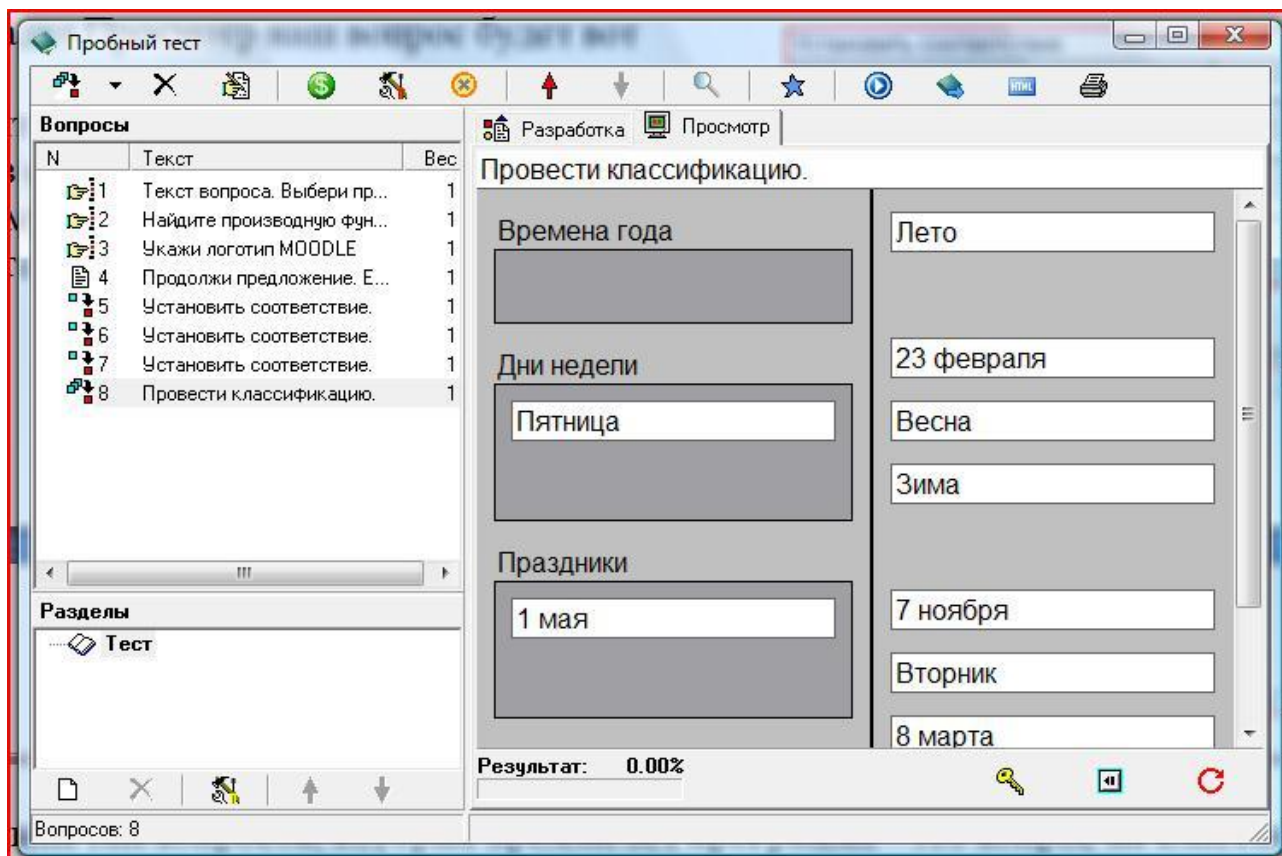 будет вот
Пробный тест
HTML
Вопросы
N Текст Вес
1 Текст вопроса. Выбери пр... 1
2 Найдите производную фун... 1
3 Укажи логотип MOODLE 1
4 Продолжи предложение. Е... 1
5 Установить соответствие. 1
6 Установить соответствие. 1
7 Установить соответствие. 1
8 Провести классификацию. 1
Разделы
Тест
Вопросов: 8
Разработка Просмотр
Провести классификацию.
Времена года
Дни недели
Пятница
Праздники
1 мая
Лето
23 февраля
Весна
Зима
7 ноября
Вторник
8 марта
Результат: 0.00%